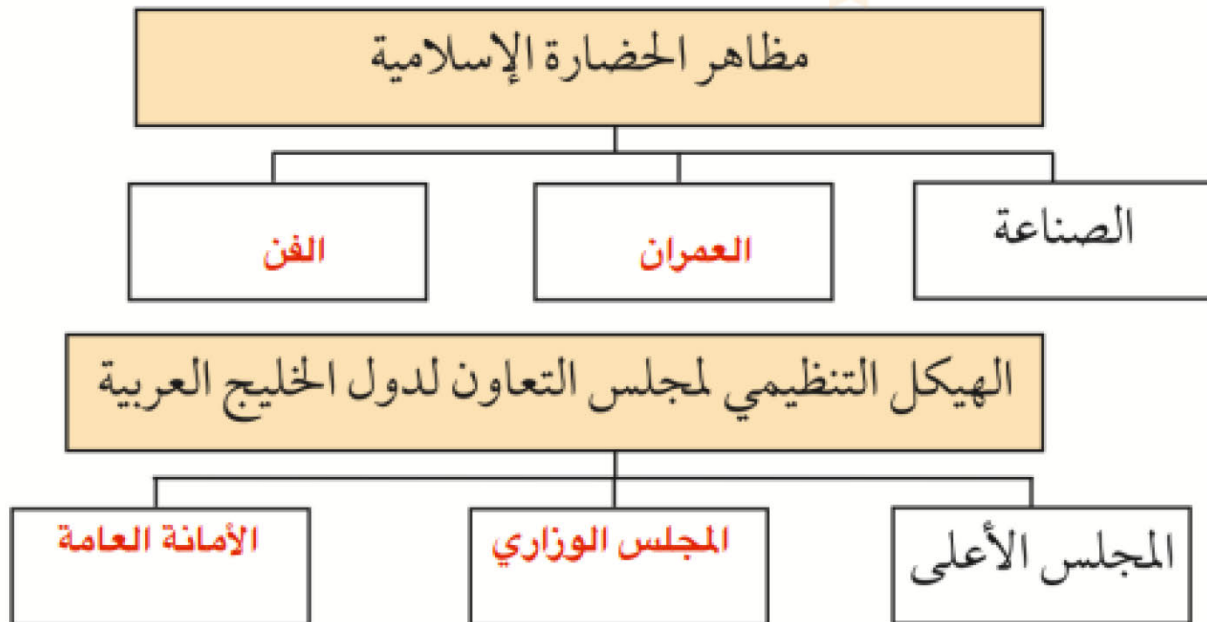 مظاهر الحضارة الإسلامية
الصناعة
العمران
الفن
الهيكل التنظيمي لمجلس التعاون لدول الخليج العربية
المجلس الأعلى
المجلس الوزاري
الأمانة العامة